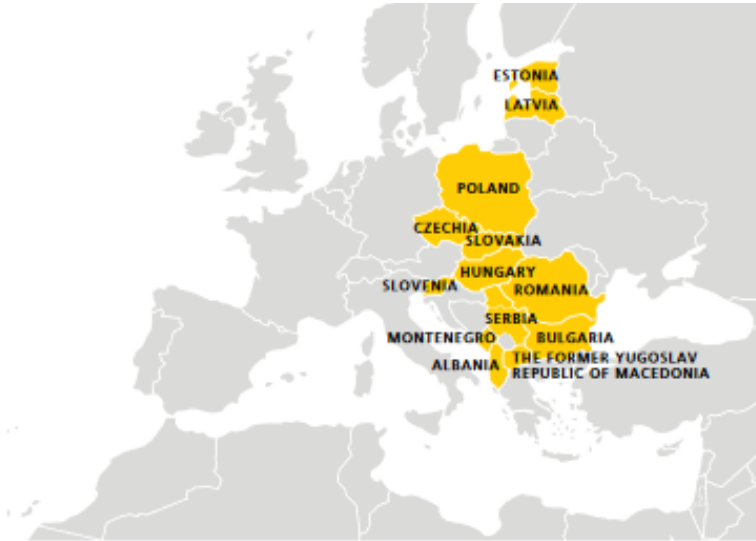 ESTONIA
LATVIA
POLAND
CZECHIA
SLOVAKIA
HUNGARY
SLOVENIA
ROMANIA
SERBIA
MONTENEGRO
BULGARIA
ALBANIA
THE FORMER YUGOSLAV
REPUBLIC OF MACEDONIA